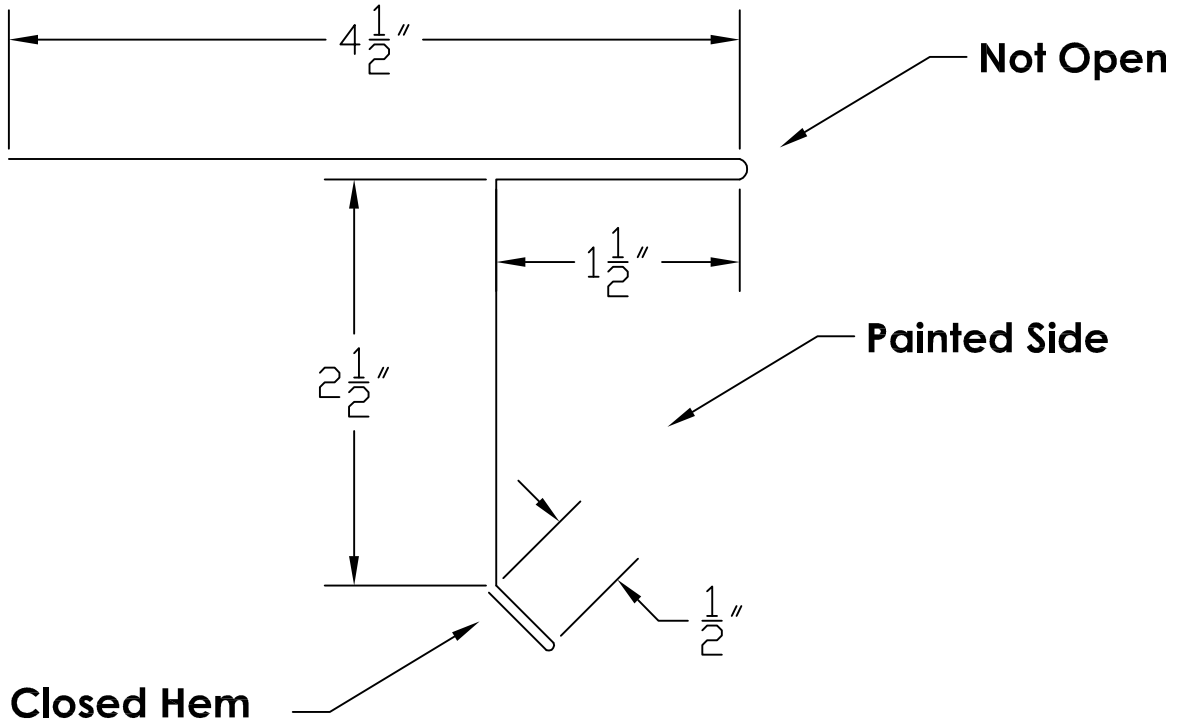 4 1/2"
Not Open
1 1/2"
Painted Side
2 1/2"
1/2"
Closed Hem